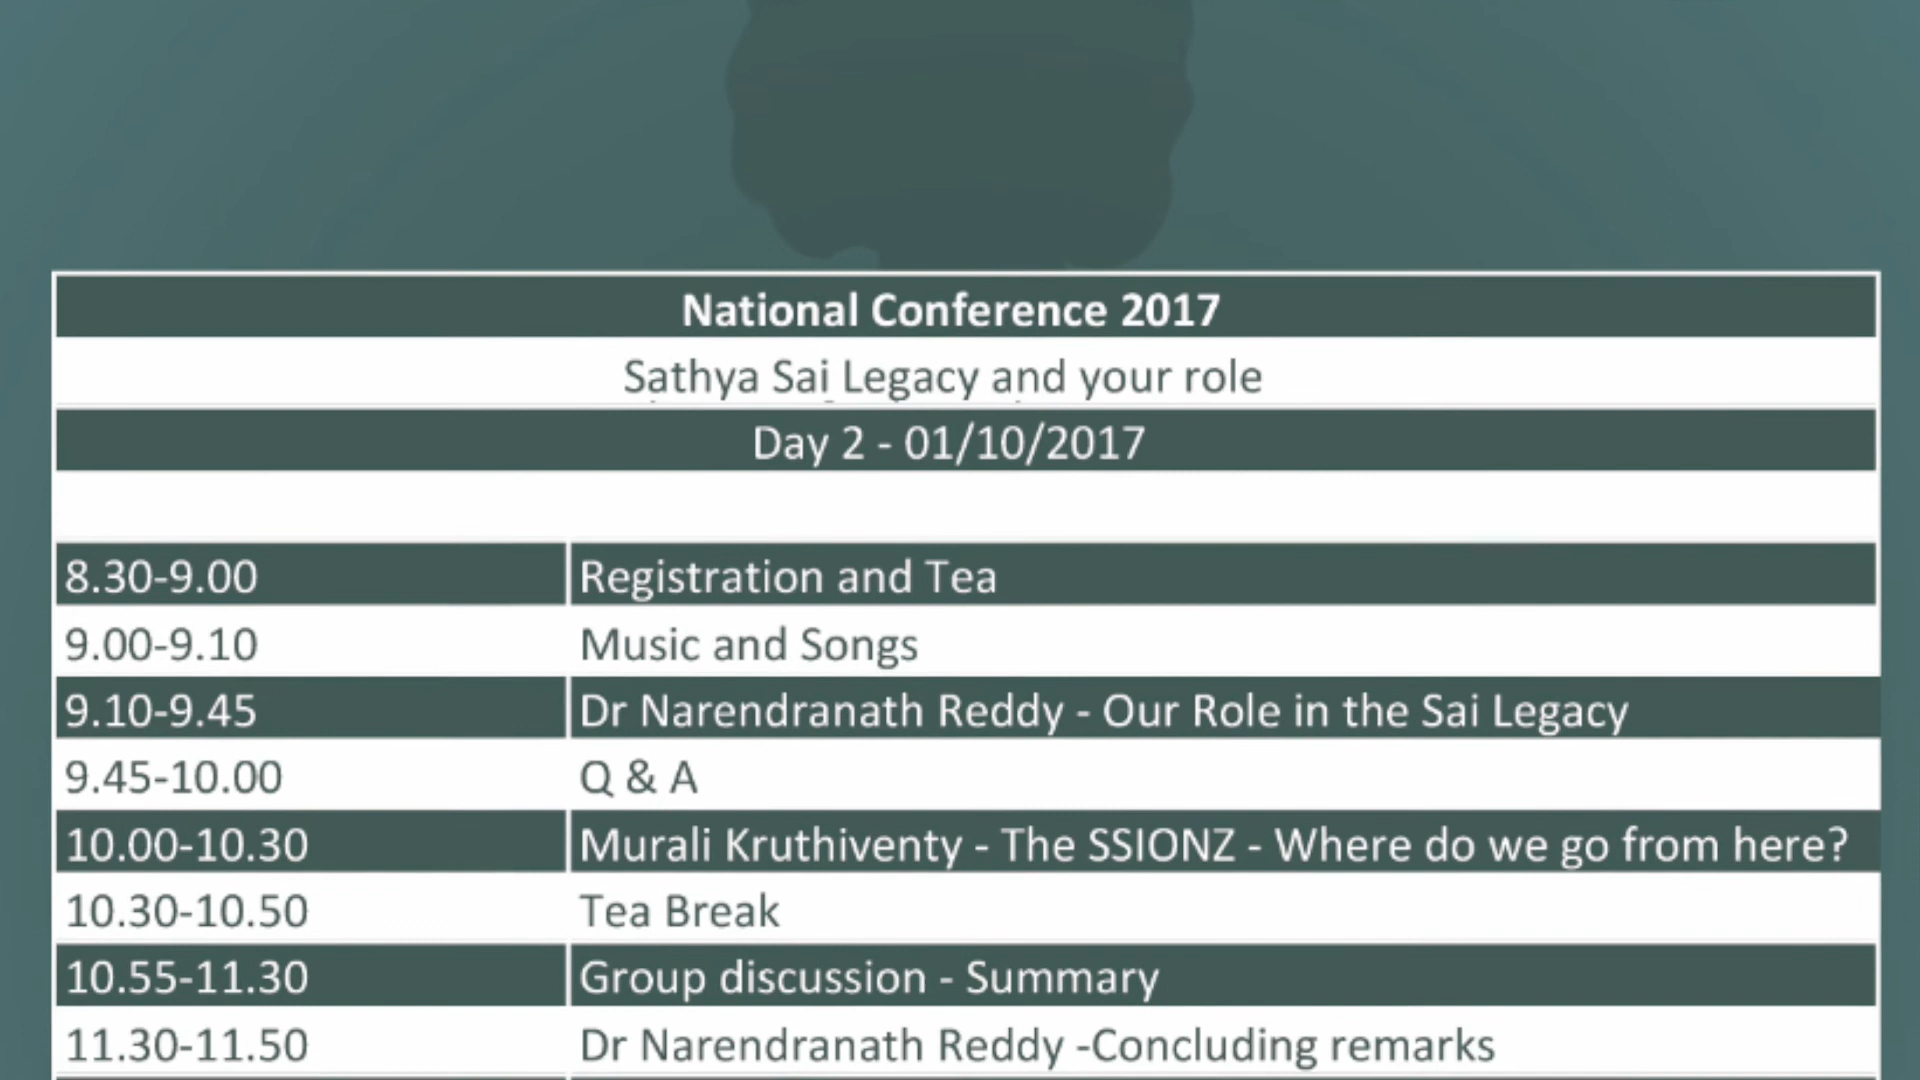 National Conference 2017
Sathya Sai Legacy and your role
Day 2 - 01/10/2017
8.30-9.00 Registration and Tea
9.00-9.10 Music and Songs
9.10-9.45 Dr Narendranath Reddy - Our Role in the Sai Legacy
9.45-10.00 Q & A
10.00-10.30 Murali Kruthiventy - The SSIONZ - Where do we go from here?
10.30-10.50 Tea Break
10.55-11.30 Group discussion - Summary
11.30-11.50 Dr Narendranath Reddy -Concluding remarks